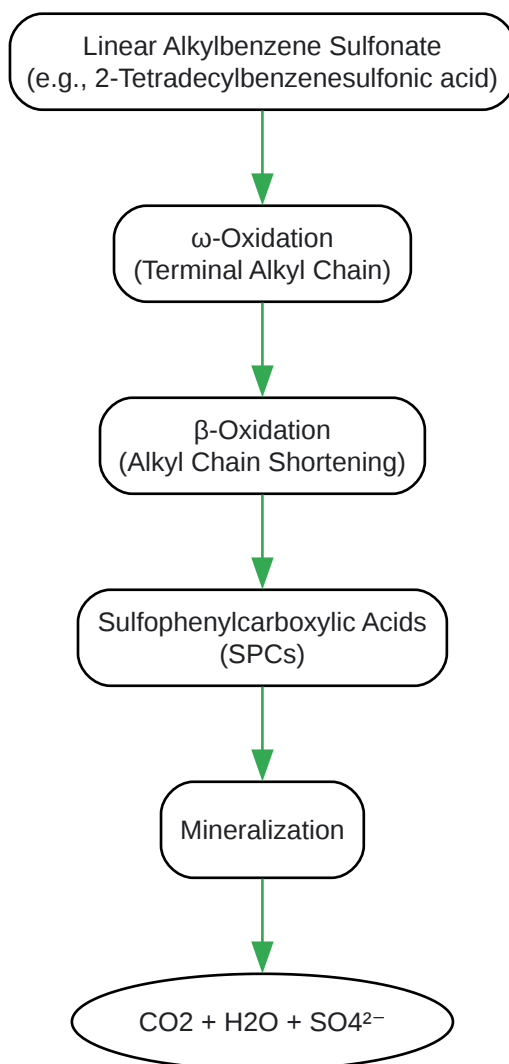 Linear Alkylbenzene Sulfonate
(e.g., 2-Tetradecylbenzenesulfonic acid)
ω-Oxidation
(Terminal Alkyl Chain)
β-Oxidation
(Alkyl Chain Shortening)
Sulfophenylcarboxylic Acids
(SPCs)
Mineralization
CO2 + H2O + SO4²⁻